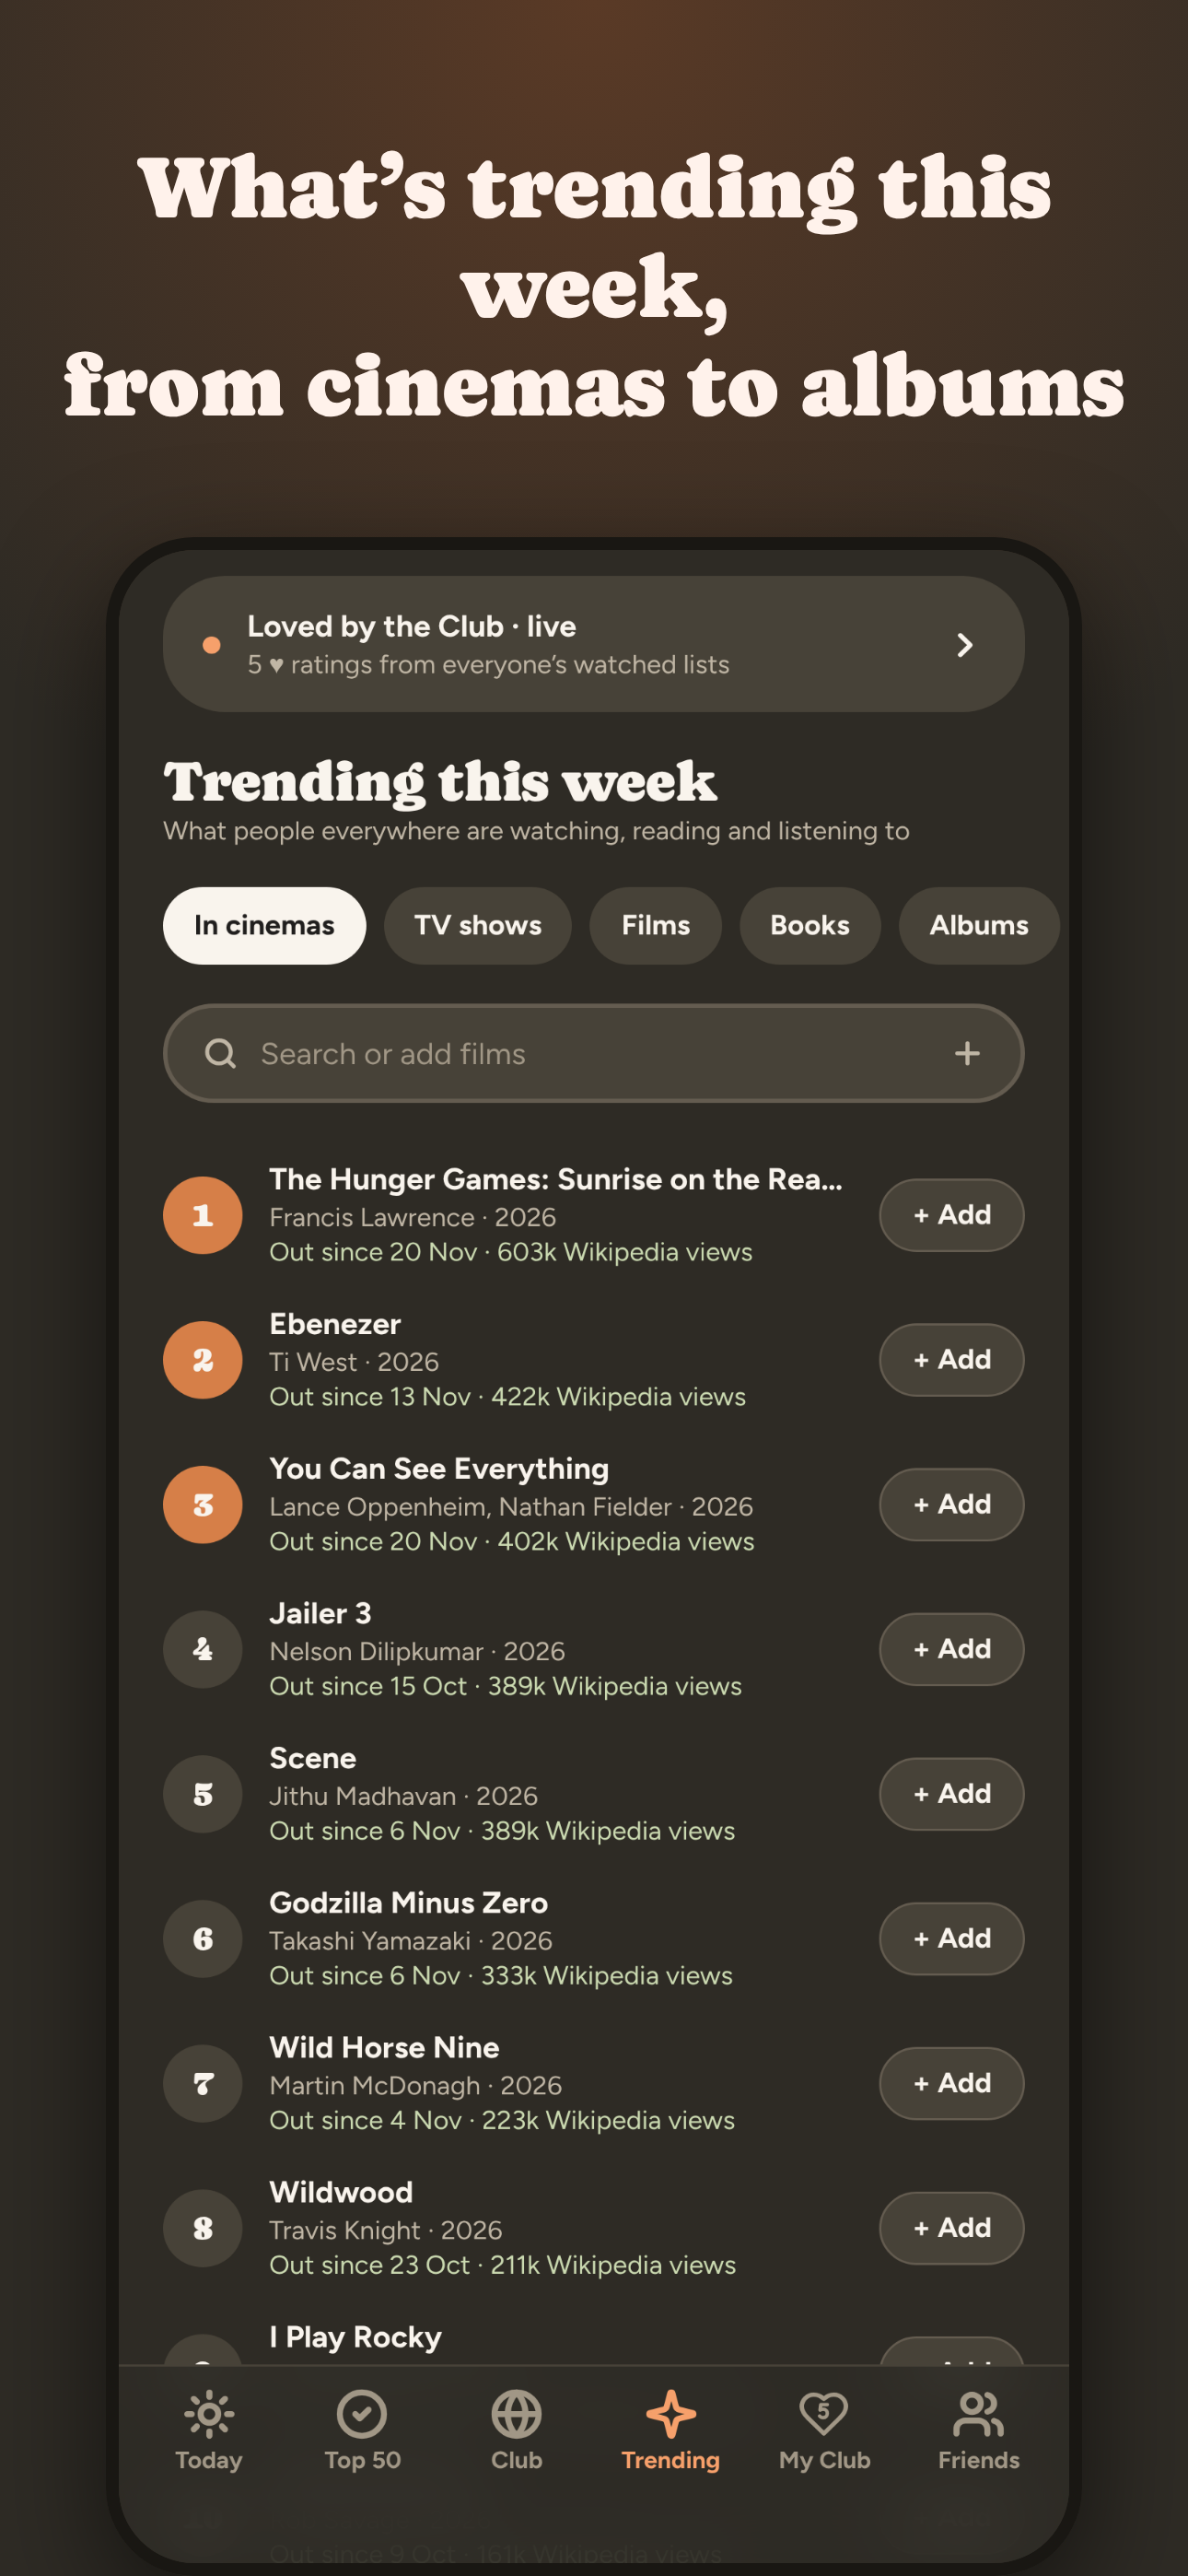 What’s trending this
week,
from cinemas to albums
Loved by the Club · live
5 ♥ ratings from everyone’s watched lists
Trending this week
What people everywhere are watching, reading and listening to
In cinemas TV shows Films Books Albums
Search or add films +
1 The Hunger Games: Sunrise on the Rea... + Add
Francis Lawrence · 2026
Out since 20 Nov · 603k Wikipedia views
2 Ebenezer + Add
Ti West · 2026
Out since 13 Nov · 422k Wikipedia views
3 You Can See Everything + Add
Lance Oppenheim, Nathan Fielder · 2026
Out since 20 Nov · 402k Wikipedia views
4 Jailer 3 + Add
Nelson Dilipkumar · 2026
Out since 15 Oct · 389k Wikipedia views
5 Scene + Add
Jithu Madhavan · 2026
Out since 6 Nov · 389k Wikipedia views
6 Godzilla Minus Zero + Add
Takashi Yamazaki · 2026
Out since 6 Nov · 333k Wikipedia views
7 Wild Horse Nine + Add
Martin McDonagh · 2026
Out since 4 Nov · 223k Wikipedia views
8 Wildwood + Add
Travis Knight · 2026
Out since 23 Oct · 211k Wikipedia views
I Play Rocky
5
Today Top 50 Club Trending My Club Friends
Out since 9 Oct · 161k Wikipedia views